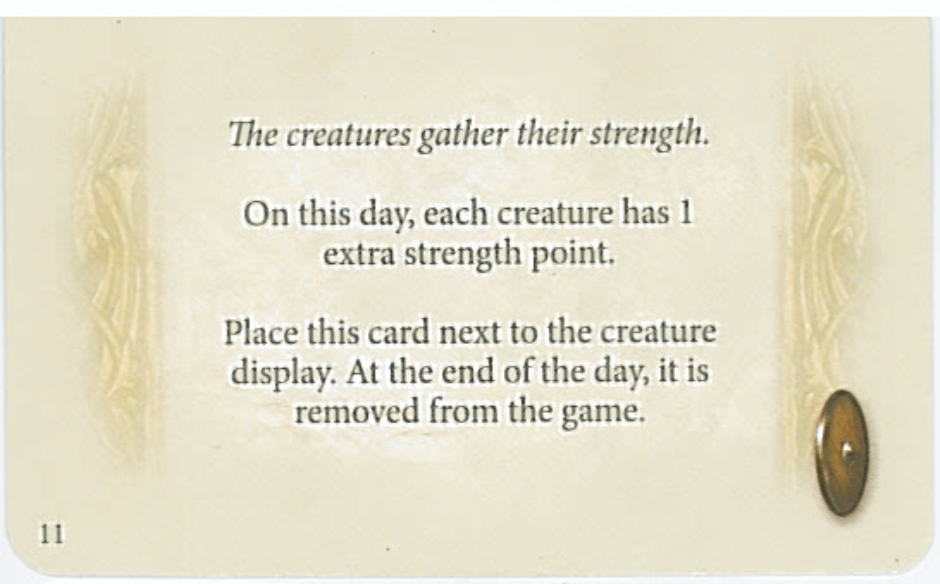 The creatures gather their strength.
On this day, each creature has 1
extra strength point.
Place this card next to the creature
display. At the end of the day, it is
removed from the game.
11